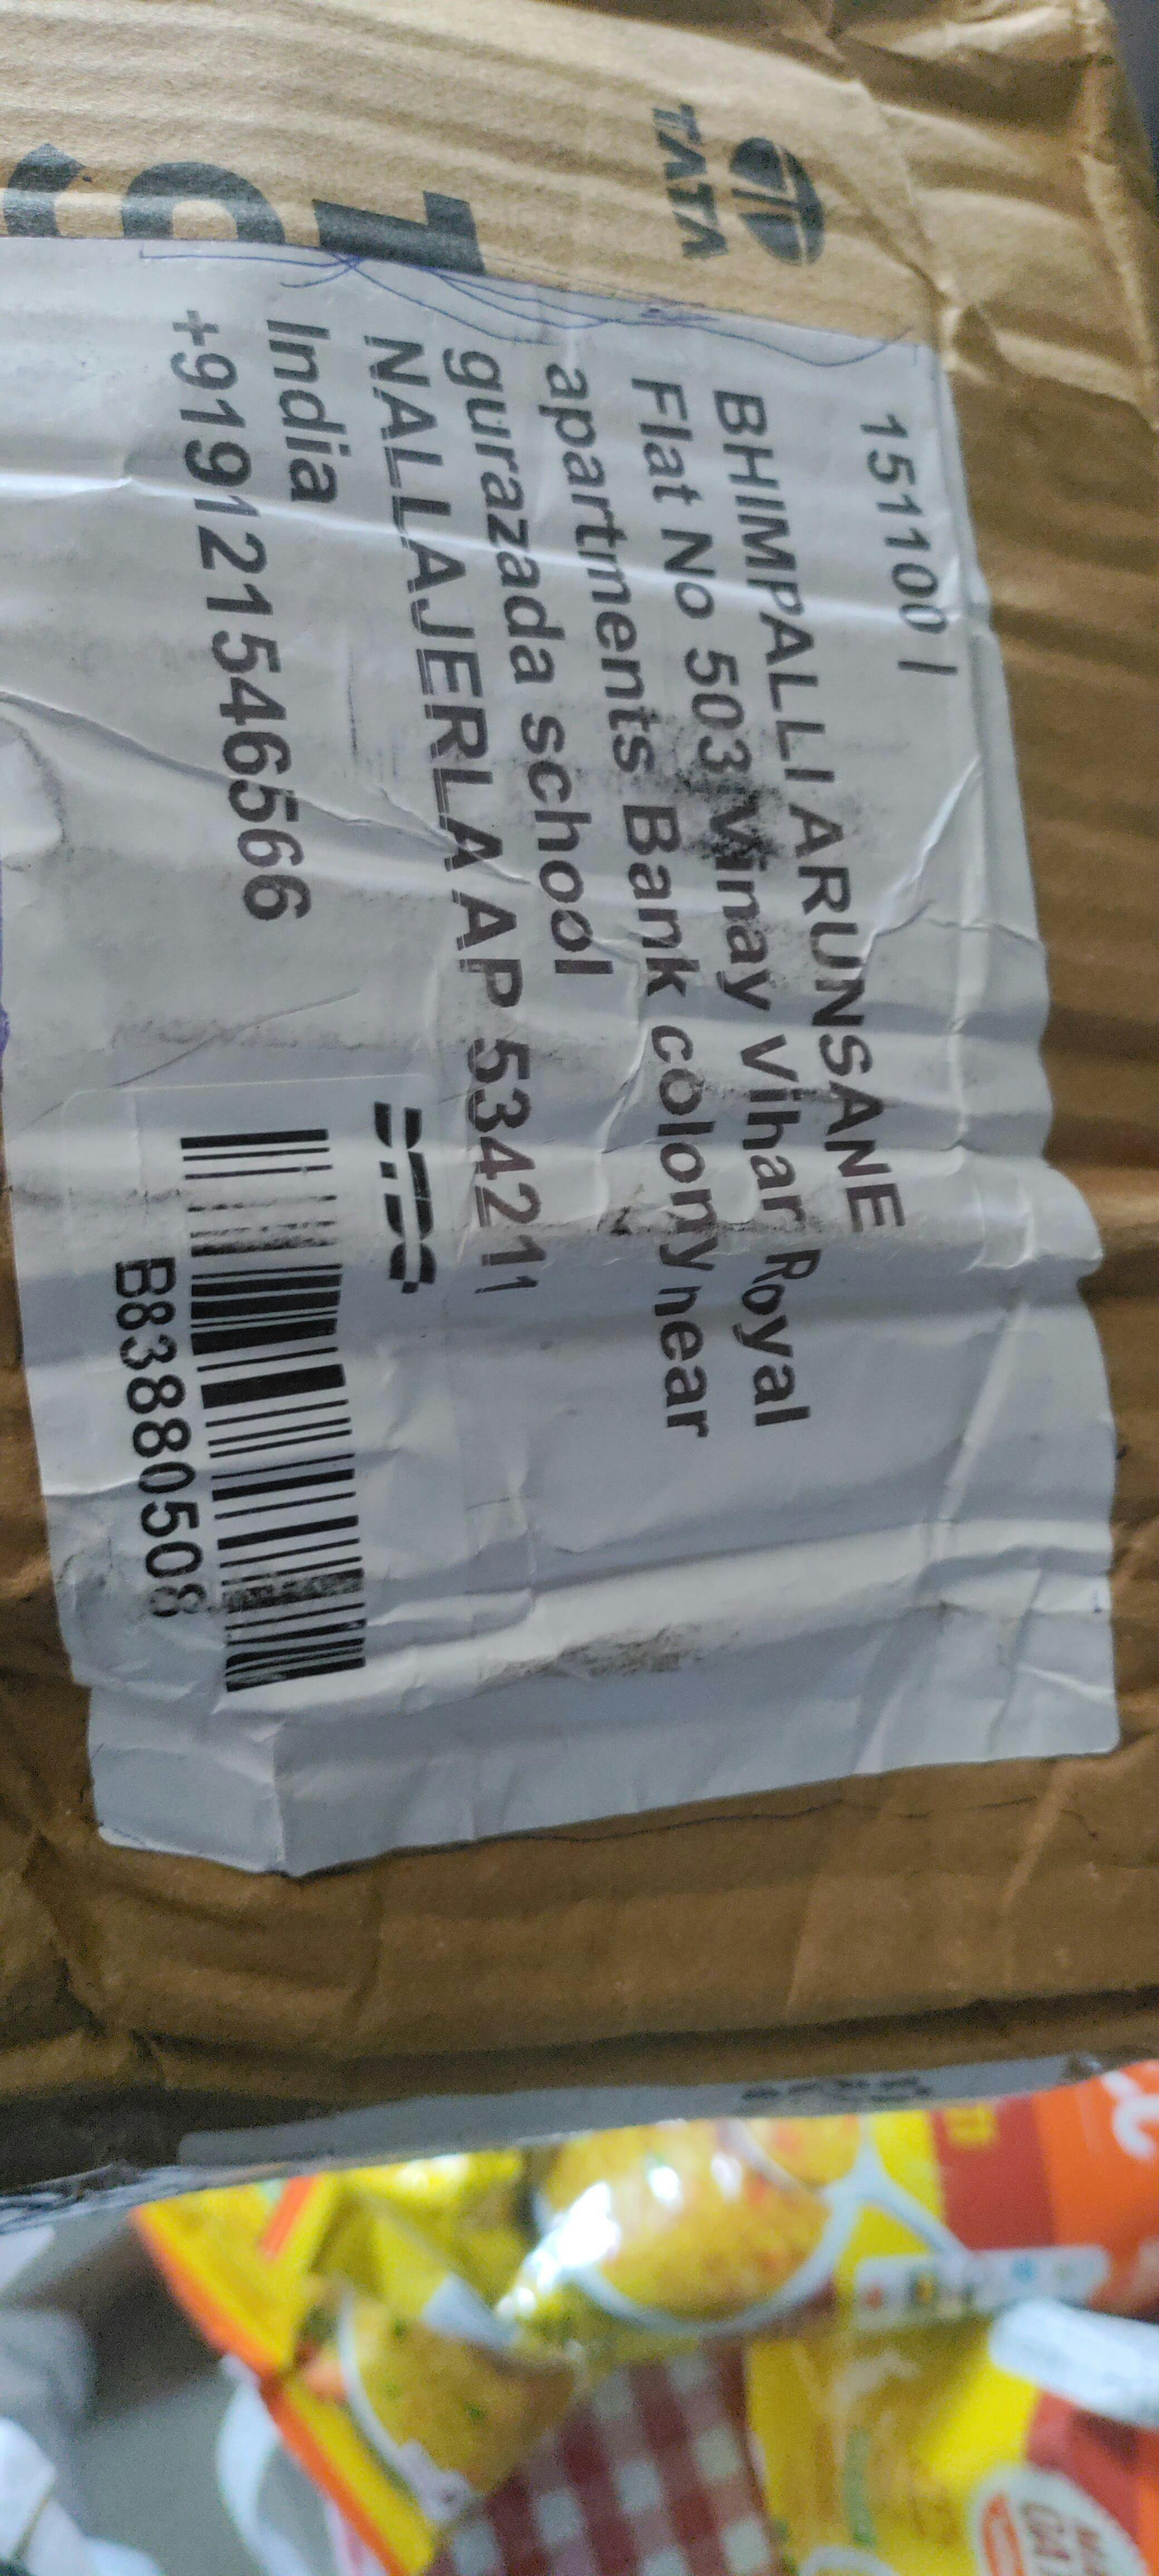 TATA
151100 |
BHIMPALLI ARUNSANE
Flat No 503 Vinay Vihar Royal
apartments Bank colony near
gurazada school
NALLAJERLA AP 534211
India
+919121546566
DTDC
B83880508